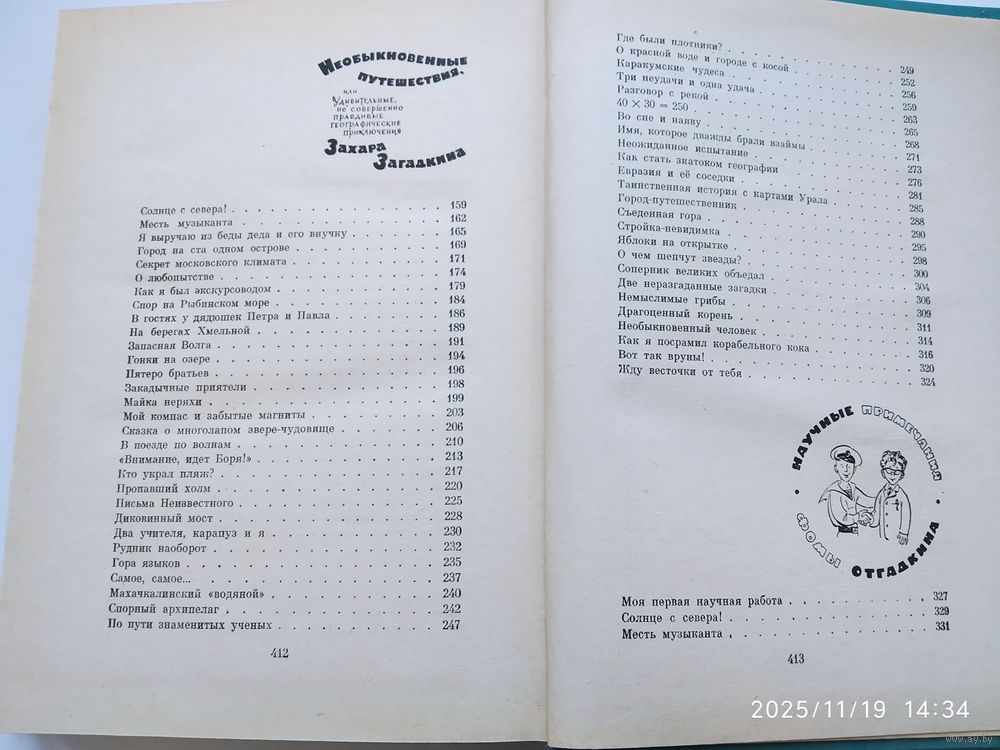 Необыкновенные
путешествия,
или
Удивительные,
но совершенно
правдивые
географические
приключения
Захара
Загадкина
Солнце с севера! 159
Месть музыканта 162
Я выручаю из беды деда и его внучку 165
Город на ста одном острове 169
Секрет московского климата 171
О любопытстве 174
Как я был экскурсоводом 179
Спор на Рыбинском море 184
В гостях у дядюшек Петра и Павла 186
На берегах Хмельной 189
Запасная Волга 191
Гонки на озере 194
Пятеро братьев 196
Закадычные приятели 198
Майка неряхи 199
Мой компас и забытые магниты 203
Сказка о многолапом звере-чудовище 206
В поезде по волнам 210
«Внимание, идет Боря!» 213
Кто украл пляж? 217
Пропавший холм 220
Письма Неизвестного 225
Диковинный мост 228
Два учителя, карапуз и я 230
Рудник наоборот 232
Гора языков 235
Самое, самое... 237
Махачкалинский «водяной» 240
Спорный архипелаг 242
По пути знаменитых ученых 247
412
Где были плотники? 249
О красной воде и городе с косой 252
Каракумские чудеса 256
Три неудачи и одна удача 259
Разговор с рекой 263
40 × 30 = 250 265
Во сне и наяву 268
Имя, которое дважды брали взаймы 271
Неожиданное испытание 273
Как стать знатоком географии 276
Евразия и её соседки 281
Таинственная история с картами Урала 285
Город-путешественник 288
Съеденная гора 290
Стройка-невидимка 295
Яблоки на открытке 298
О чем шепчут звезды? 300
Соперник великих объедал 304
Две неразгаданные загадки 306
Немыслимые грибы 309
Драгоценный корень 311
Необыкновенный человек 314
Как я посрамил корабельного кока 316
Вот так вруны! 320
Жду весточки от тебя 324
НАУЧНЫЕ ПРИМЕЧАНИЯ
ФОМЫ ОТГАДКИНА
Моя первая научная работа 327
Солнце с севера! 329
Месть музыканта 331
413
2025/11/19 14:34
www.ay.by